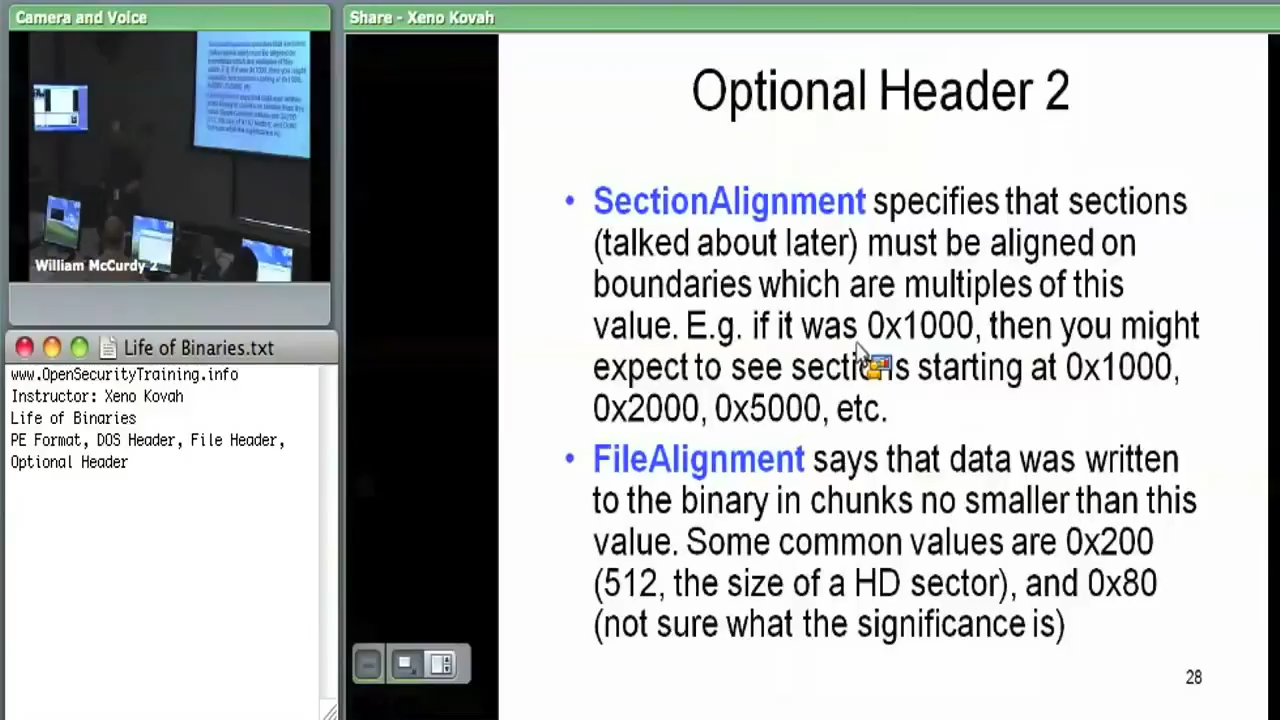 Camera and Voice
Share - Xeno Kovah
William McCurdy 2
Life of Binaries.txt
www.OpenSecurityTraining.info
Instructor: Xeno Kovah
Life of Binaries
PE Format, DOS Header, File Header,
Optional Header
Optional Header 2
• SectionAlignment specifies that sections
(talked about later) must be aligned on
boundaries which are multiples of this
value. E.g. if it was 0x1000, then you might
expect to see sections starting at 0x1000,
0x2000, 0x5000, etc.
• FileAlignment says that data was written
to the binary in chunks no smaller than this
value. Some common values are 0x200
(512, the size of a HD sector), and 0x80
(not sure what the significance is)
28